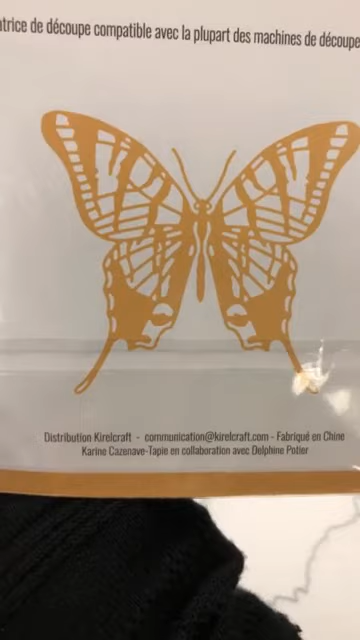 atrice de découpe compatible avec la plupart des machines de découpe
Distribution Kirelcraft - communication@kirelcraft.com - Fabriqué en Chine
Karine Cazenave-Tapie en collaboration avec Delphine Potier